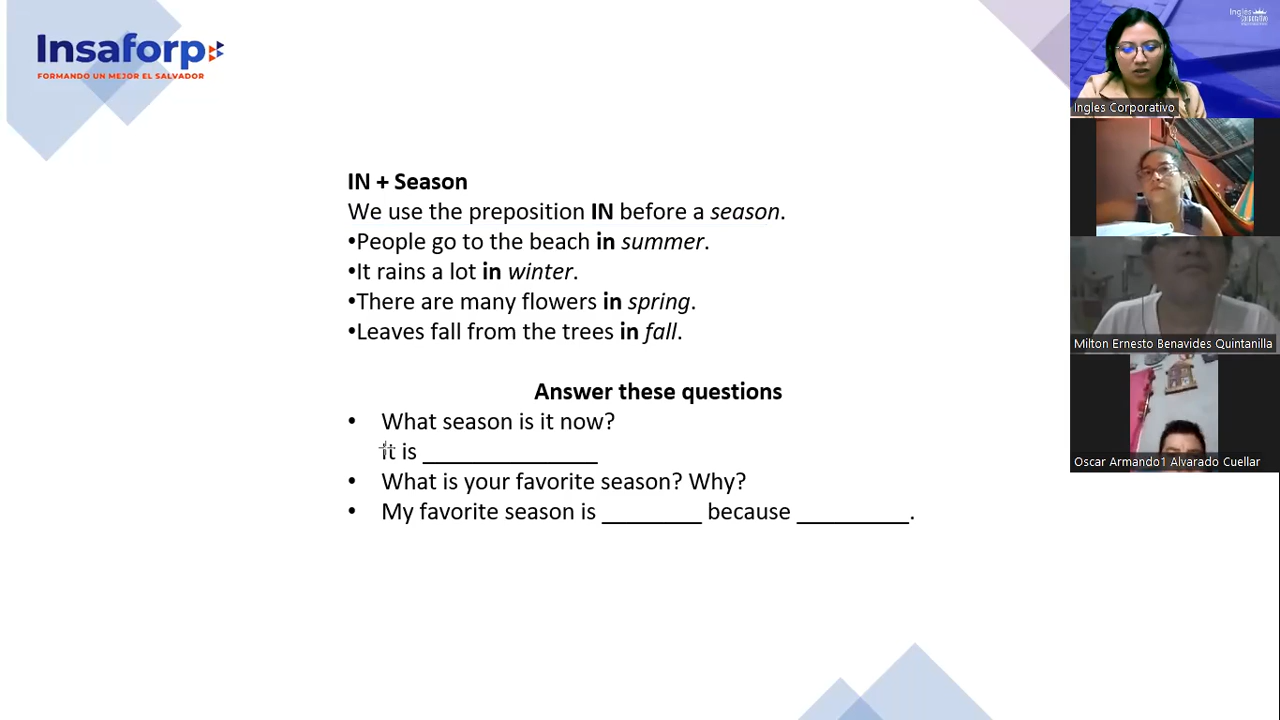 Insaforp
FORMANDO UN MEJOR EL SALVADOR
IN + Season
We use the preposition IN before a season.
•People go to the beach in summer.
•It rains a lot in winter.
•There are many flowers in spring.
•Leaves fall from the trees in fall.
Answer these questions
• What season is it now?
It is ______________
• What is your favorite season? Why?
• My favorite season is ________ because _________.
Ingles Corporativo
Milton Ernesto Benavides Quintanilla
Oscar Armando1 Alvarado Cuellar